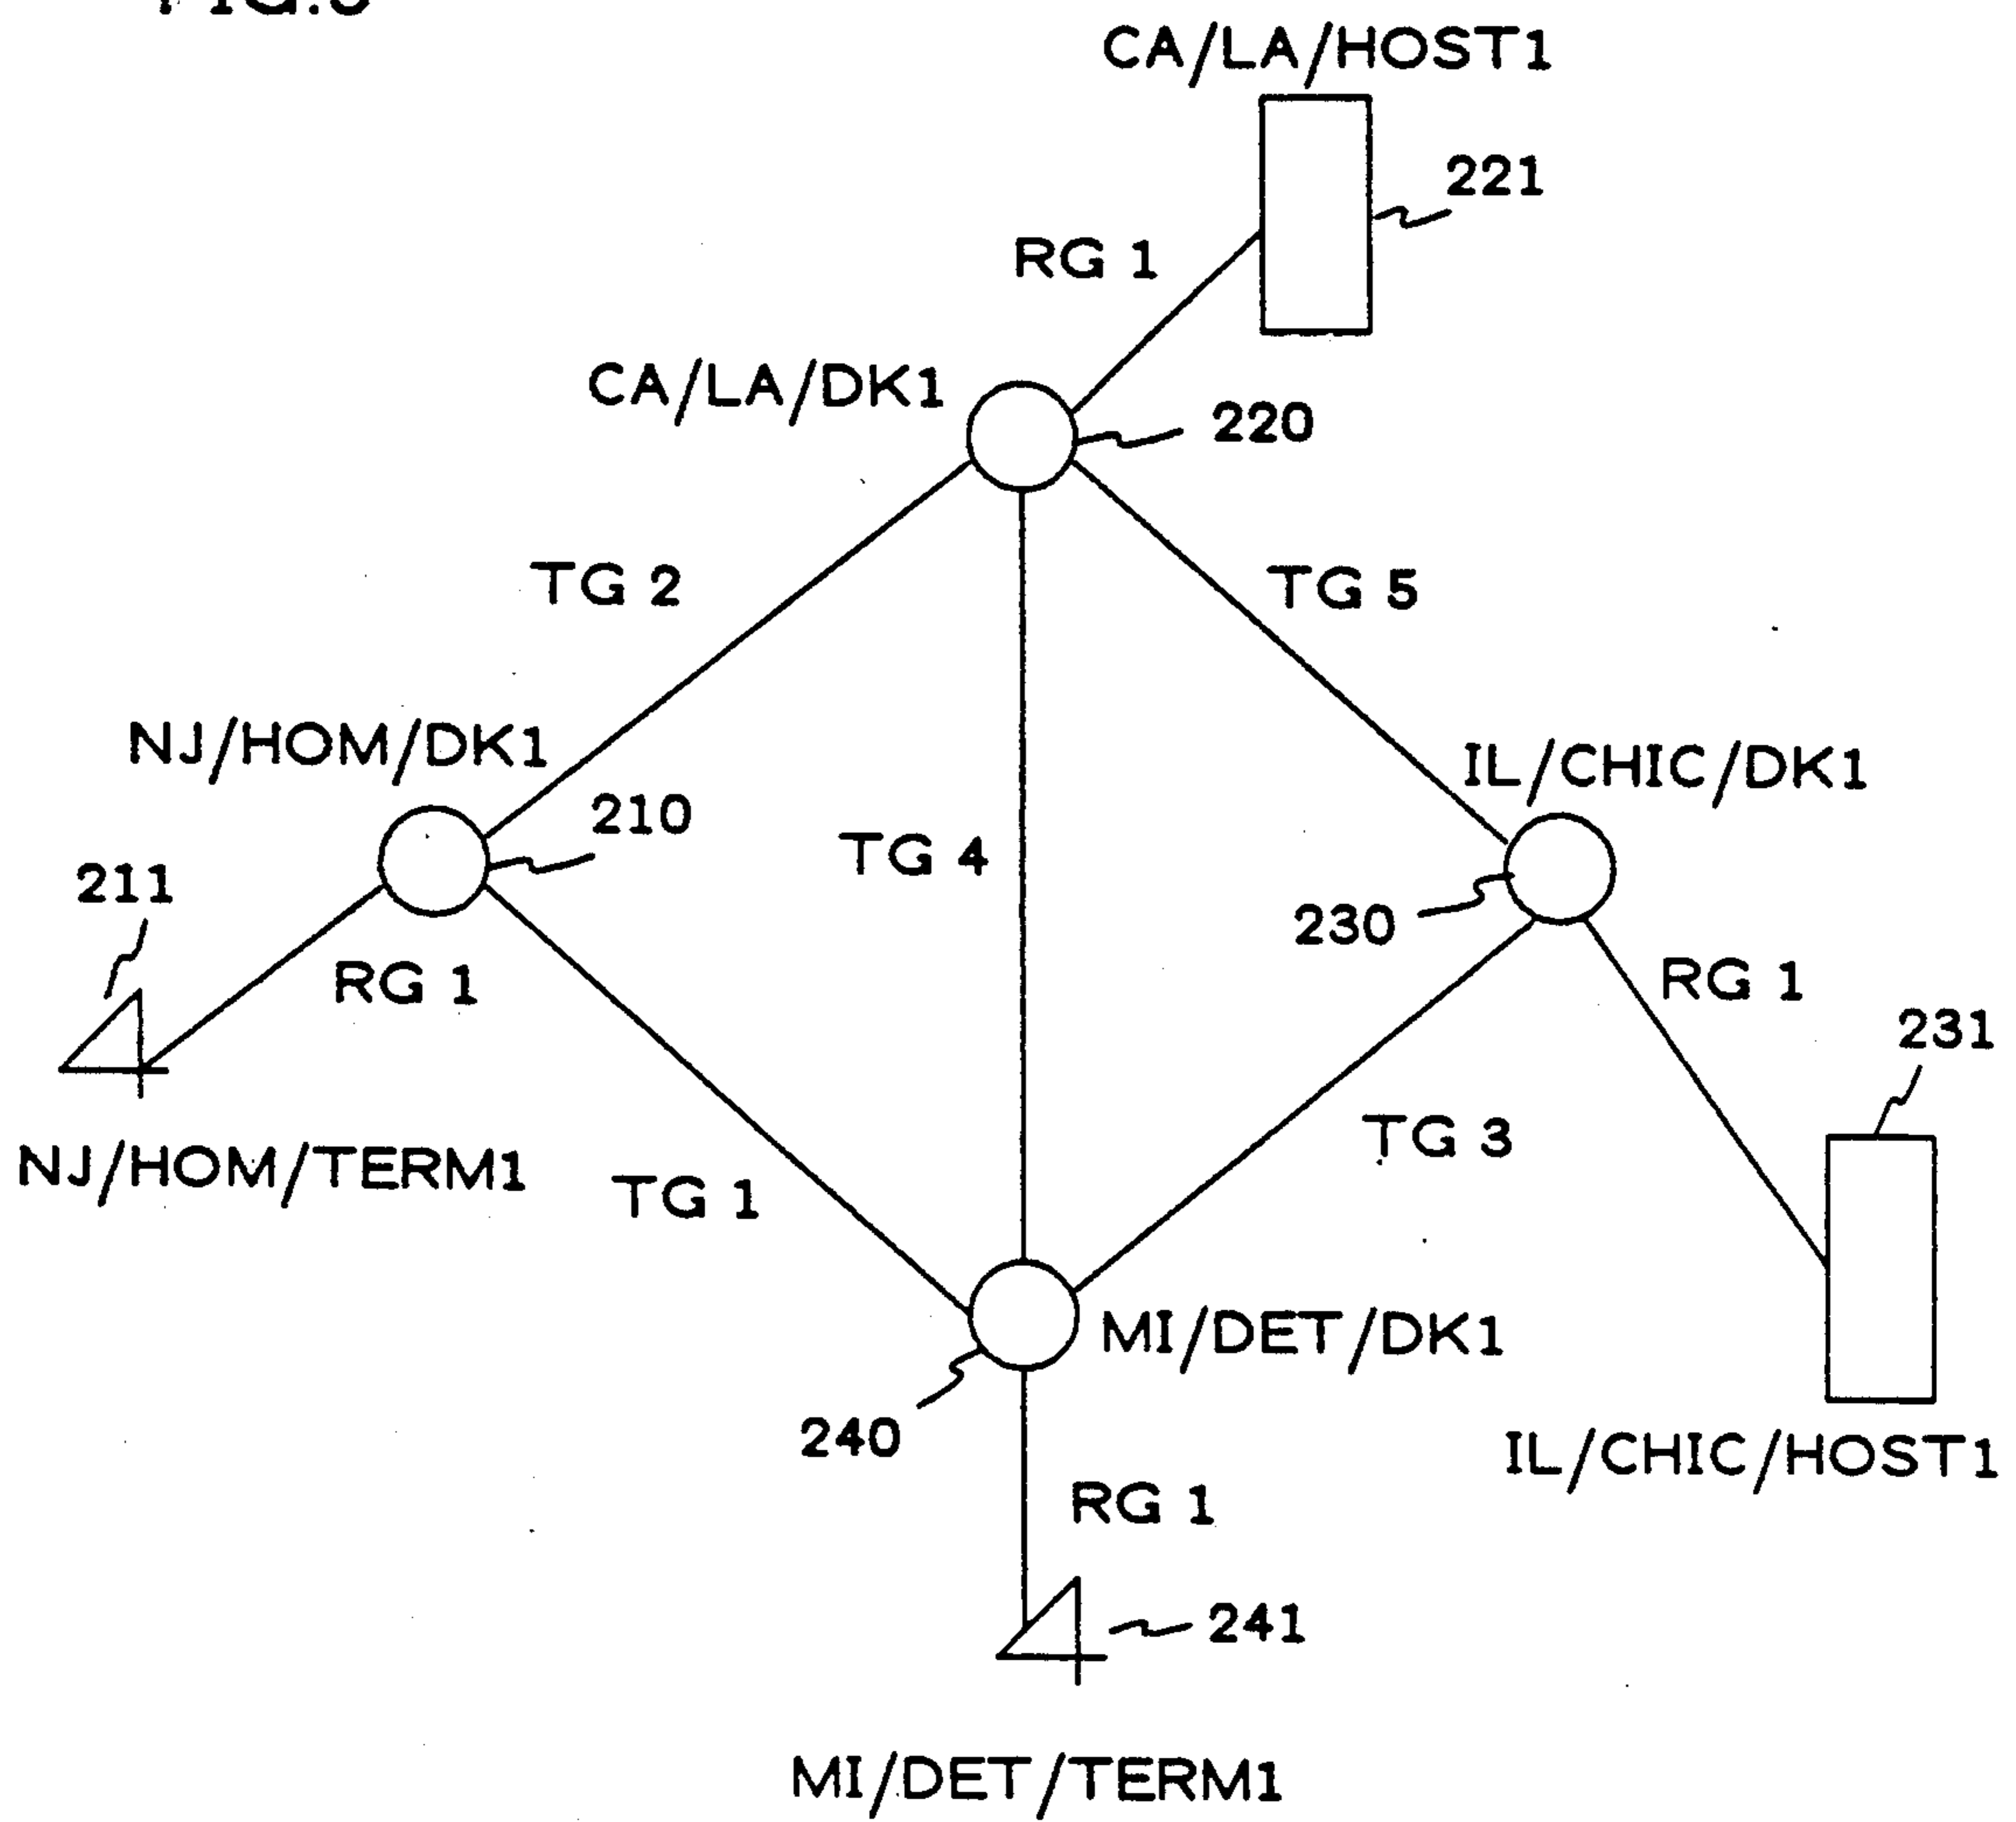 CA/LA/HOST1
221
RG 1
CA/LA/DK1
220
TG 2
TG 5
NJ/HOM/DK1
IL/CHIC/DK1
210
TG 4
211
230
RG 1
RG 1
231
NJ/HOM/TERM1
TG 3
TG 1
MI/DET/DK1
240
IL/CHIC/HOST1
RG 1
241
MI/DET/TERM1